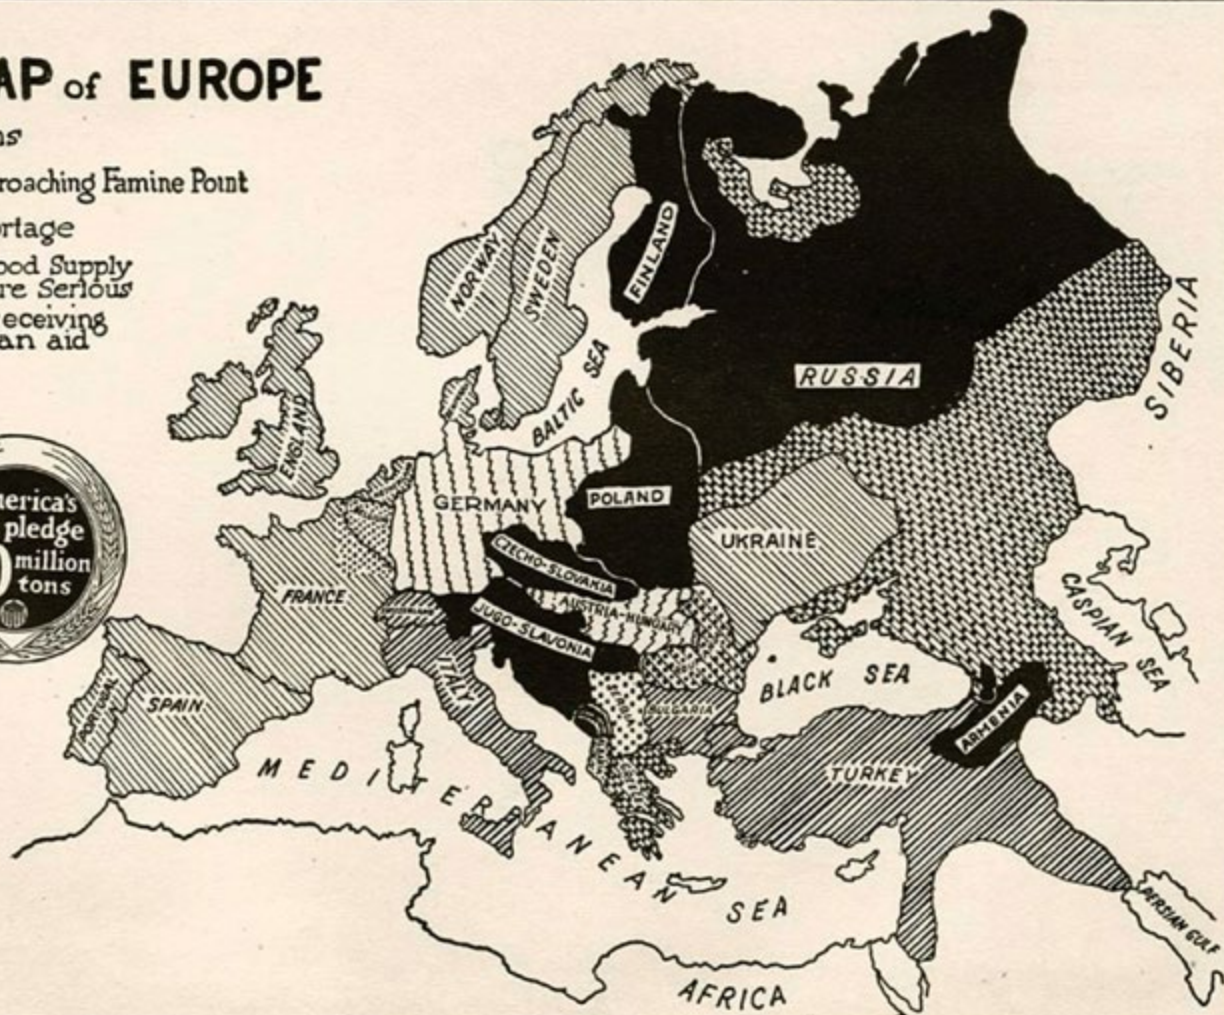 AP of EUROPE
ns
roaching Famine Point
rtage
ood Supply
re Serious
eceiving
an aid
nerica's
pledge
0 million
tons
NORWAY
SWEDEN
FINLAND
BALTIC SEA
RUSSIA
SIBERIA
ENGLAND
GERMANY
POLAND
CZECHO-SLOVAKIA
UKRAINE
FRANCE
AUSTRIA-HUNGARY
JUGO-SLAVONIA
CASPIAN SEA
ITALY
PORTUGAL
SPAIN
BULGARIA
BLACK SEA
ARMENIA
TURKEY
MEDITERRANEAN SEA
PERSIAN GULF
AFRICA